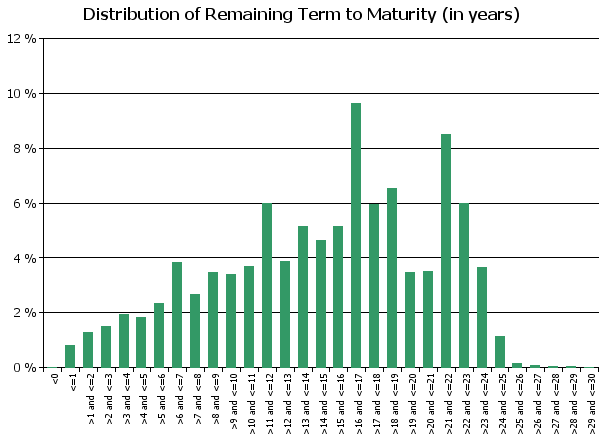 Distribution of Remaining Term to Maturity (in years)
12 %
10 %
8 %
6 %
4 %
2 %
0 %
<0
<=1
>1 and <=2
>2 and <=3
>3 and <=4
>4 and <=5
>5 and <=6
>6 and <=7
>7 and <=8
>8 and <=9
>9 and <=10
>10 and <=11
>11 and <=12
>12 and <=13
>13 and <=14
>14 and <=15
>15 and <=16
>16 and <=17
>17 and <=18
>18 and <=19
>19 and <=20
>20 and <=21
>21 and <=22
>22 and <=23
>23 and <=24
>24 and <=25
>25 and <=26
>26 and <=27
>27 and <=28
>28 and <=29
>29 and <=30